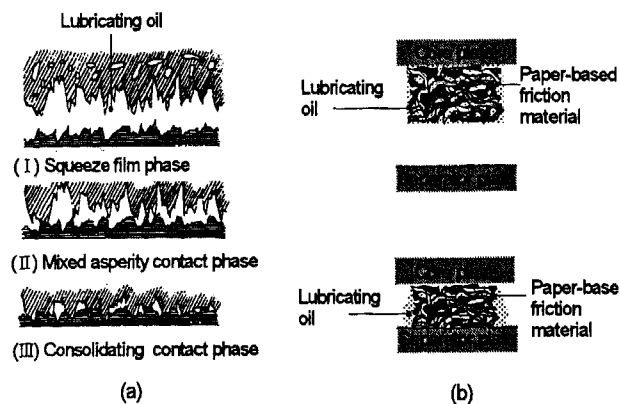 Lubricating oil
(Ⅰ) Squeeze film phase
(Ⅱ) Mixed asperity contact phase
(Ⅲ) Consolidating contact phase
(a)
Lubricating
oil
Paper-based
friction
material
Lubricating
oil
Paper-base
friction
material
(b)